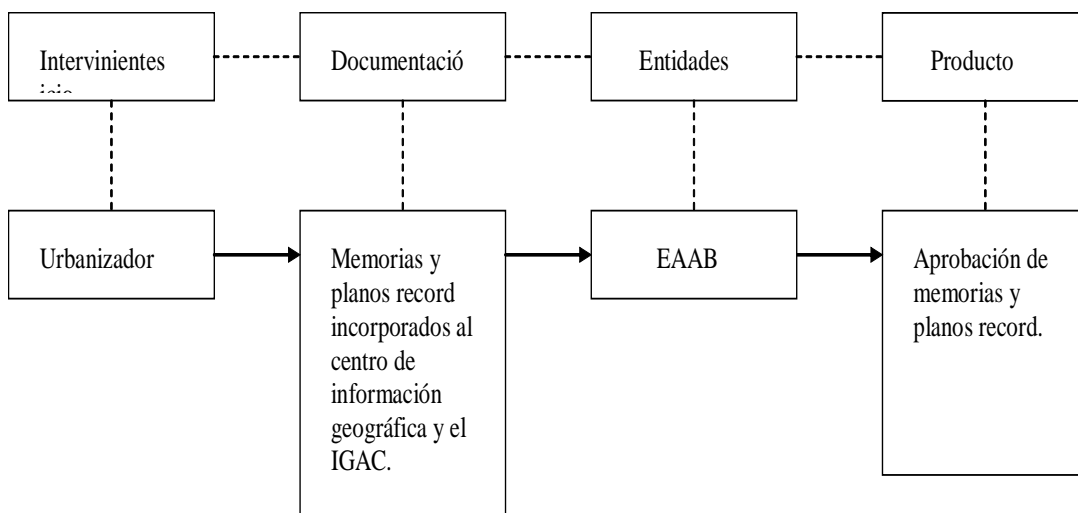 Intervinientes
Documentació
Entidades
Producto
Urbanizador
Memorias y
planos record
incorporados al
centro de
información
geográfica y el
IGAC.
EAAB
Aprobación de
memorias y
planos record.